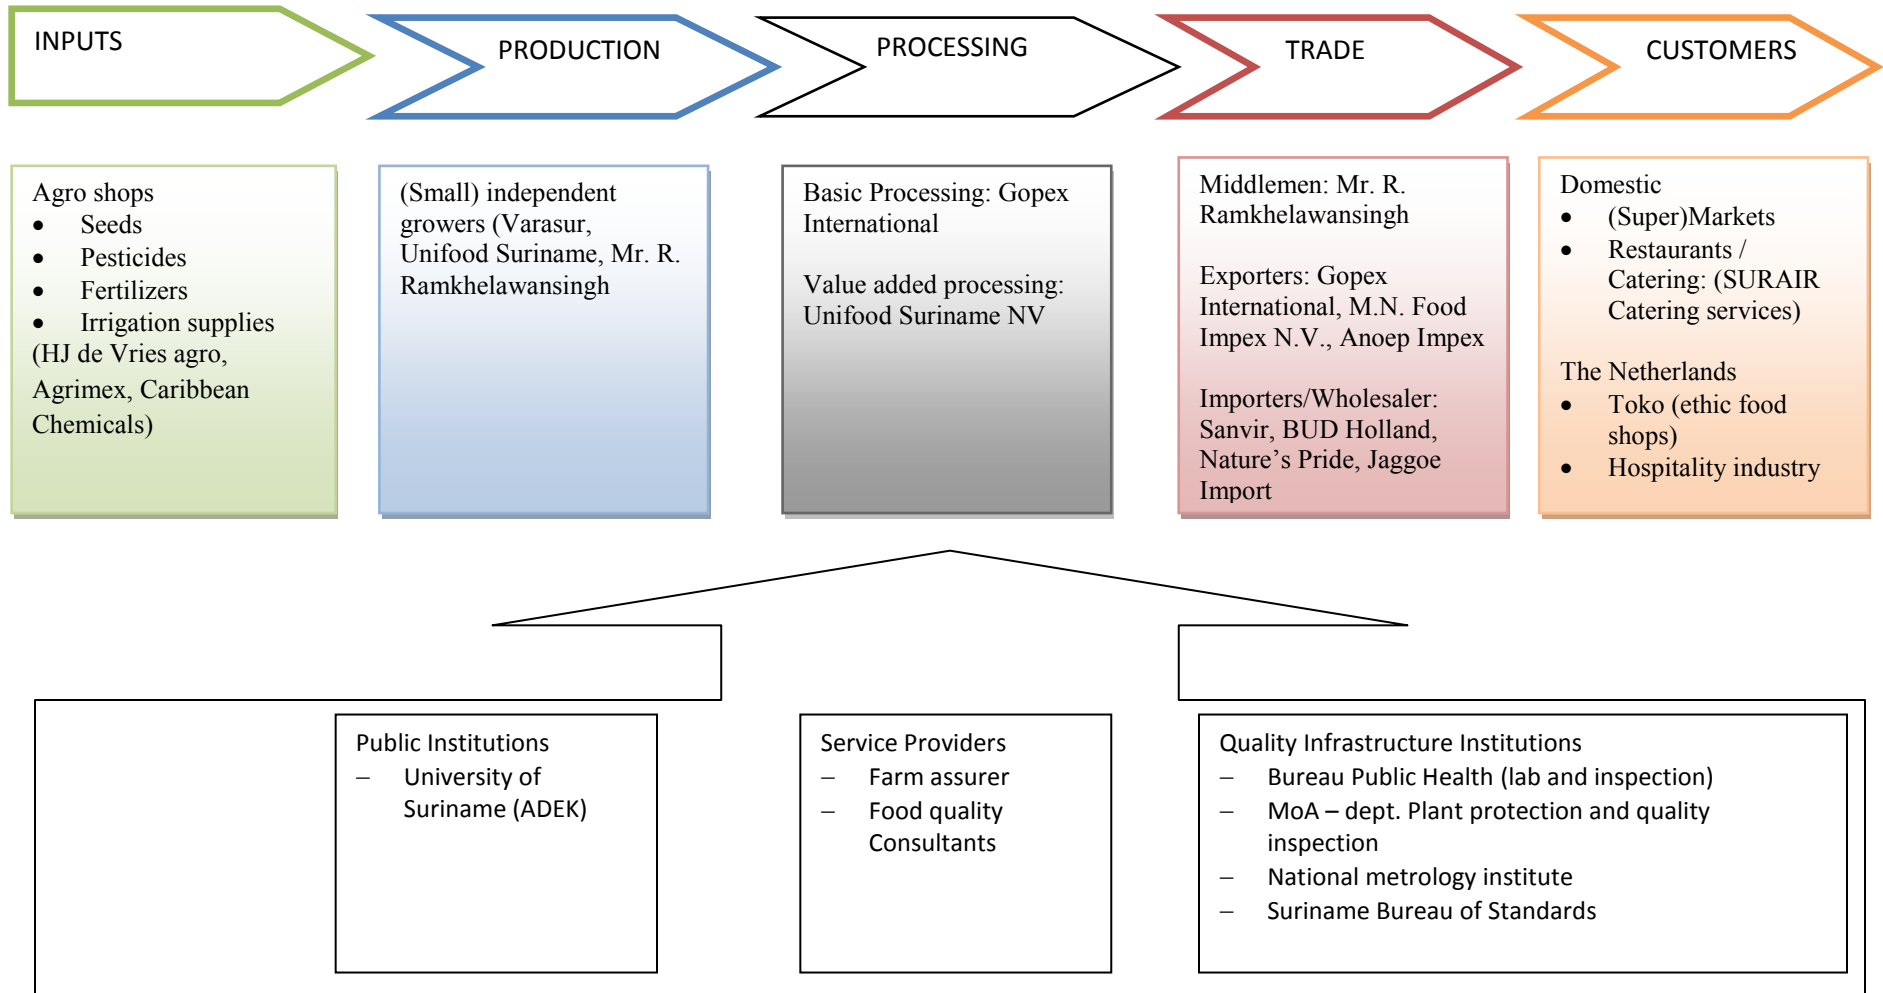 INPUTS
PRODUCTION
PROCESSING
TRADE
CUSTOMERS
Agro shops
• Seeds
• Pesticides
• Fertilizers
• Irrigation supplies
(HJ de Vries agro,
Agrimex, Caribbean
Chemicals)
(Small) independent
growers (Varasur,
Unifood Suriname, Mr. R.
Ramkhelawansingh
Basic Processing: Gopex
International
Value added processing:
Unifood Suriname NV
Middlemen: Mr. R.
Ramkhelawansingh
Exporters: Gopex
International, M.N. Food
Impex N.V., Anoep Impex
Importers/Wholesaler:
Sanvir, BUD Holland,
Nature’s Pride, Jaggoe
Import
Domestic
• (Super)Markets
• Restaurants /
Catering: (SURAIR
Catering services)
The Netherlands
• Toko (ethic food
shops)
• Hospitality industry
Public Institutions
– University of
Suriname (ADEK)
Service Providers
– Farm assurer
– Food quality
Consultants
Quality Infrastructure Institutions
– Bureau Public Health (lab and inspection)
– MoA – dept. Plant protection and quality
inspection
– National metrology institute
– Suriname Bureau of Standards